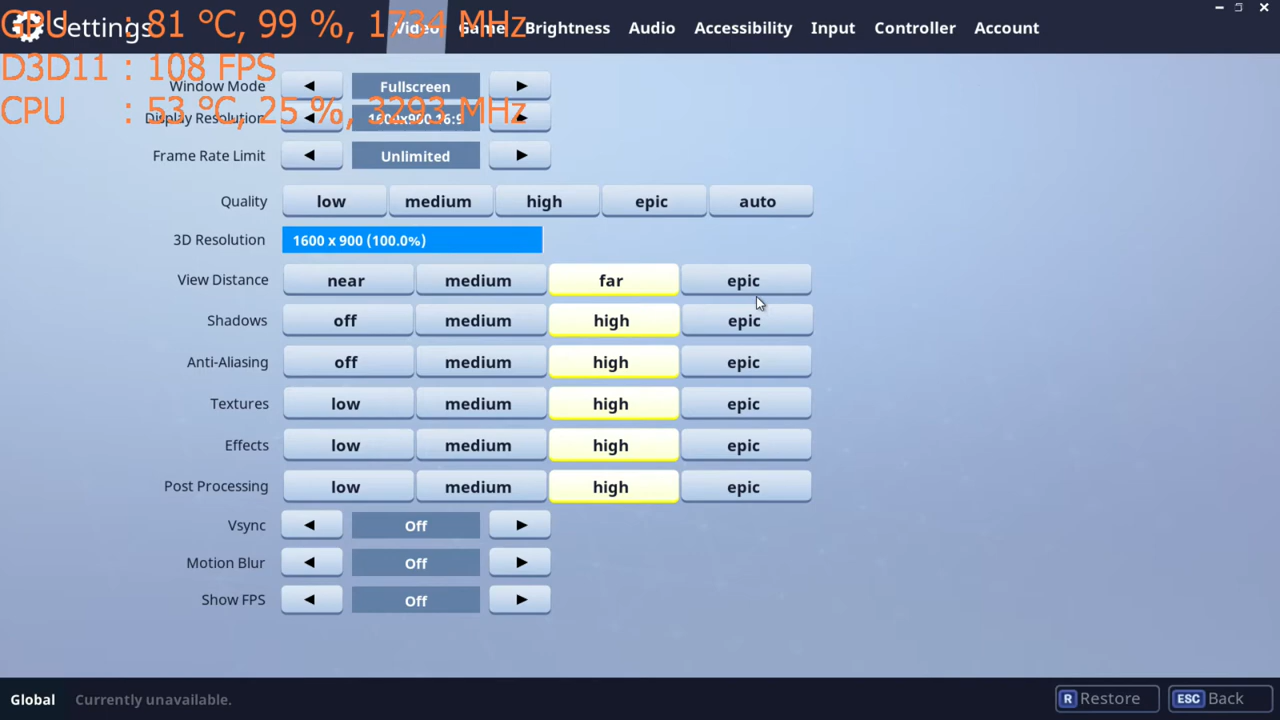 GPU : 81 °C, 99 %, 1734 MHz
Settings Video Game Brightness Audio Accessibility Input Controller Account
D3D11 : 108 FPS
Window Mode ◀ Fullscreen ▶
CPU : 53 °C, 25 %, 3293 MHz
Display Resolution ◀ 1600x900 16:9 ▶
Frame Rate Limit ◀ Unlimited ▶
Quality low medium high epic auto
3D Resolution 1600 x 900 (100.0%)
View Distance near medium far epic
Shadows off medium high epic
Anti-Aliasing off medium high epic
Textures low medium high epic
Effects low medium high epic
Post Processing low medium high epic
Vsync ◀ Off ▶
Motion Blur ◀ Off ▶
Show FPS ◀ Off ▶
Global Currently unavailable. R Restore ESC Back